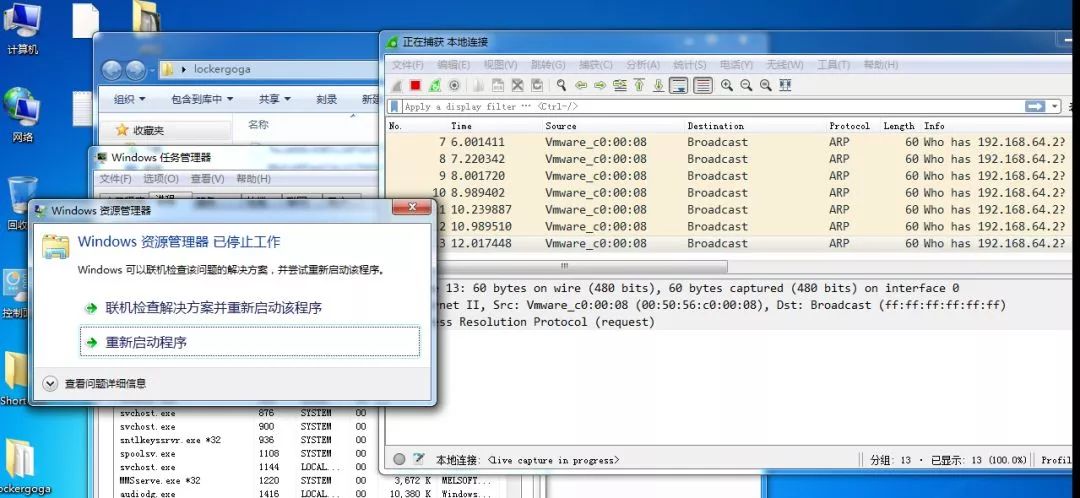 计算机
网络
lockergoga
组织
包含到库中
共享
刻录
收藏夹
名称
Windows 任务管理器
文件(F) 选项(O) 查看(V) 帮助(H)
Windows 资源管理器
Windows 资源管理器 已停止工作
Windows 可以联机检查该问题的解决方案,并尝试重新启动该程序。
联机检查解决方案并重新启动该程序
重新启动程序
查看问题详细信息
svchost.exe 876 SYSTEM 00
svchost.exe 900 SYSTEM 00
sntlkeyssrvr.exe *32 936 SYSTEM 00
spoolsv.exe 1108 SYSTEM 00
svchost.exe 1144 LOCAL... 00
MMServe.exe *32 1220 SYSTEM 00 3,672 K MELSOFT...
audiodg.exe 1416 LOCAL... 00 10,380 K Windows...
正在捕获 本地连接
文件(F) 编辑(E) 视图(V) 跳转(G) 捕获(C) 分析(A) 统计(S) 电话(Y) 无线(W) 工具(T) 帮助(H)
Apply a display filter … <Ctrl-/>
No. Time Source Destination Protocol Length Info
7 6.001411 Vmware_c0:00:08 Broadcast ARP 60 Who has 192.168.64.2?
8 7.220342 Vmware_c0:00:08 Broadcast ARP 60 Who has 192.168.64.2?
9 8.001720 Vmware_c0:00:08 Broadcast ARP 60 Who has 192.168.64.2?
10 8.989402 Vmware_c0:00:08 Broadcast ARP 60 Who has 192.168.64.2?
1 10.239887 Vmware_c0:00:08 Broadcast ARP 60 Who has 192.168.64.2?
2 10.989510 Vmware_c0:00:08 Broadcast ARP 60 Who has 192.168.64.2?
3 12.017448 Vmware_c0:00:08 Broadcast ARP 60 Who has 192.168.64.2?
13: 60 bytes on wire (480 bits), 60 bytes captured (480 bits) on interface 0
net II, Src: Vmware_c0:00:08 (00:50:56:c0:00:08), Dst: Broadcast (ff:ff:ff:ff:ff:ff)
ess Resolution Protocol (request)
本地连接: <live capture in progress>
分组: 13 · 已显示: 13 (100.0%)
Profil